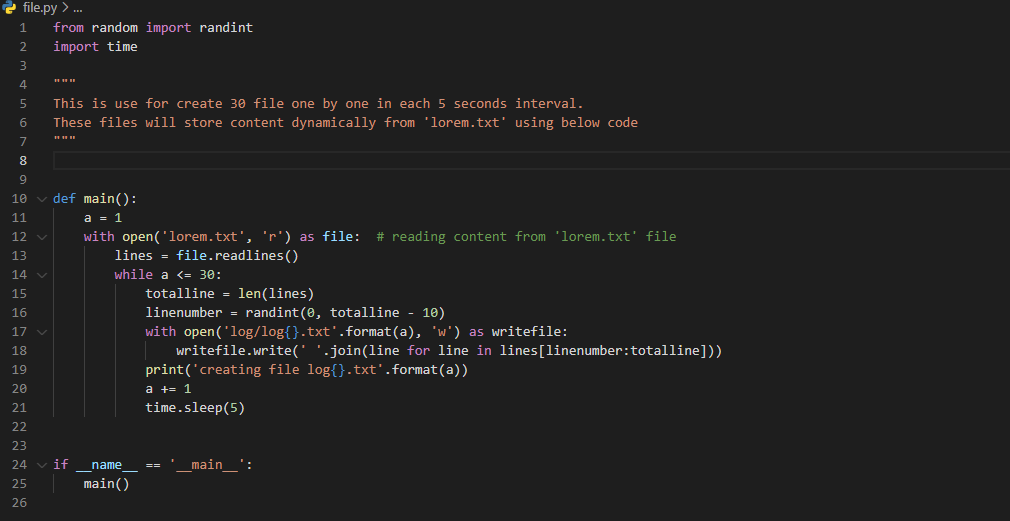 file.py > ...
1 from random import randint
2 import time
3
4 """
5 This is use for create 30 file one by one in each 5 seconds interval.
6 These files will store content dynamically from 'lorem.txt' using below code
7 """
8
9
10 def main():
11     a = 1
12     with open('lorem.txt', 'r') as file:  # reading content from 'lorem.txt' file
13         lines = file.readlines()
14         while a <= 30:
15             totalline = len(lines)
16             linenumber = randint(0, totalline - 10)
17             with open('log/log{}.txt'.format(a), 'w') as writefile:
18                 writefile.write(' '.join(line for line in lines[linenumber:totalline]))
19             print('creating file log{}.txt'.format(a))
20             a += 1
21             time.sleep(5)
22
23
24 if __name__ == '__main__':
25     main()
26